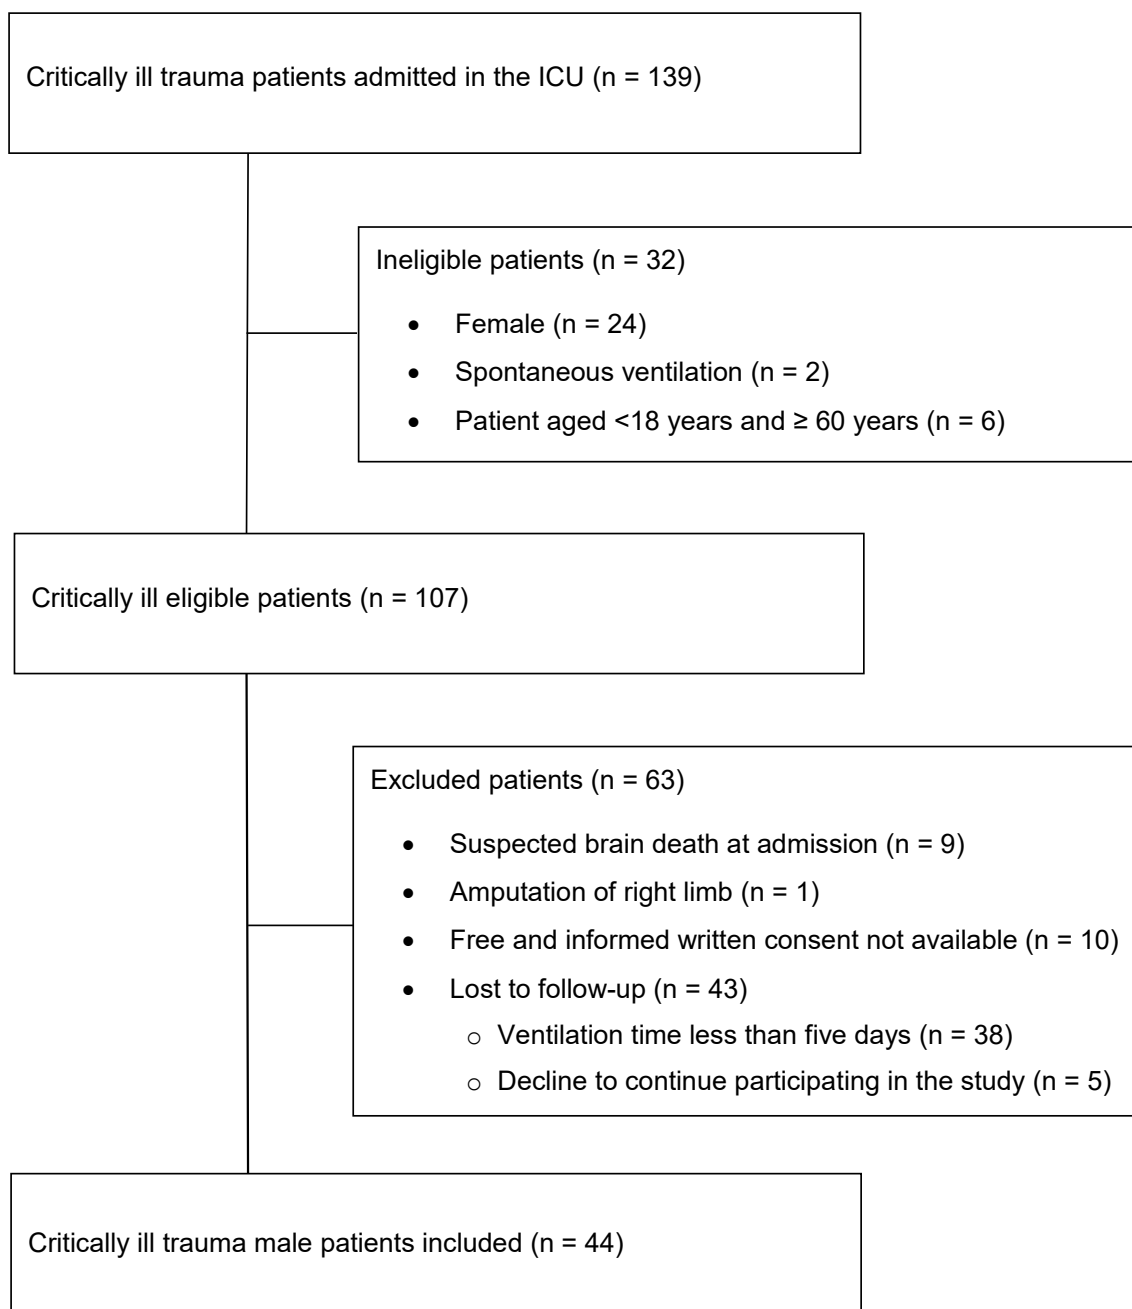 Critically ill trauma patients admitted in the ICU (n = 139)
Ineligible patients (n = 32)
• Female (n = 24)
• Spontaneous ventilation (n = 2)
• Patient aged <18 years and ≥ 60 years (n = 6)
Critically ill eligible patients (n = 107)
Excluded patients (n = 63)
• Suspected brain death at admission (n = 9)
• Amputation of right limb (n = 1)
• Free and informed written consent not available (n = 10)
• Lost to follow-up (n = 43)
o Ventilation time less than five days (n = 38)
o Decline to continue participating in the study (n = 5)
Critically ill trauma male patients included (n = 44)